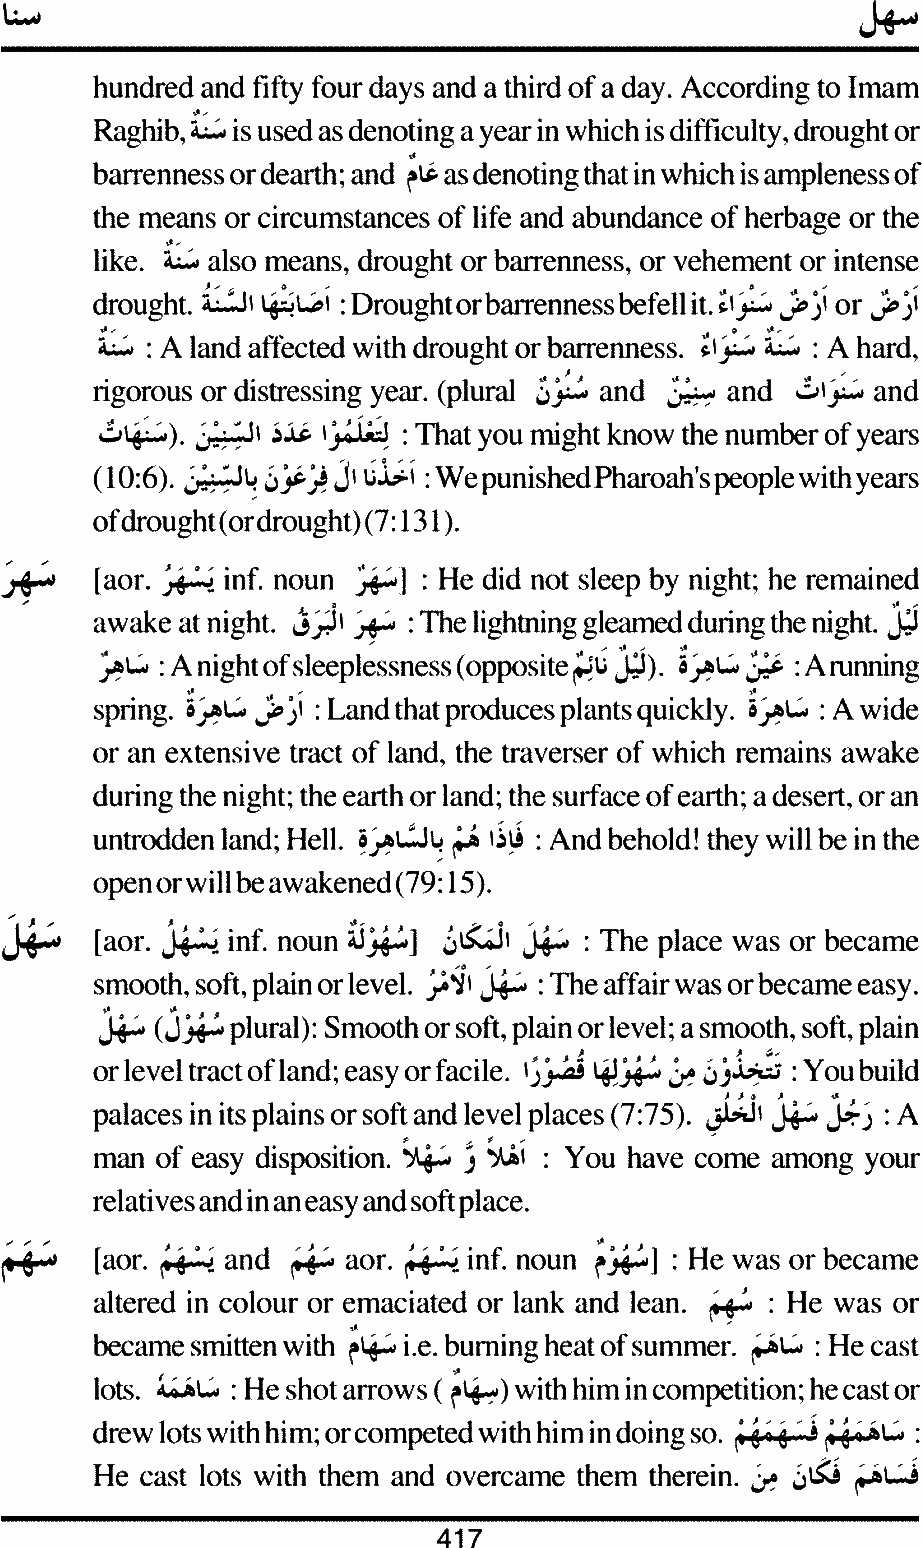 سنا سهل
hundred and fifty four days and a third of a day. According to Imam
Raghib, سَنَةٌ is used as denoting a year in which is difficulty, drought or
barrenness or dearth; and عَامٌ as denoting that in which is ampleness of
the means or circumstances of life and abundance of herbage or the
like. سَنَةٌ also means, drought or barrenness, or vehement or intense
drought. اَصَابَتْهَا السَّنَةُ : Drought or barrenness befell it. اَرْضٌ سَنْوَاءُ or اَرْضٌ
سَنَةٌ : A land affected with drought or barrenness. سَنَةٌ سَنْوَاءُ : A hard,
rigorous or distressing year. (plural سُنُوْنٌ and سِنِيْنٌ and سَنَوَاتٌ and
سَنَهَاتٌ). لِتَعْلَمُوْا عَدَدَ السِّنِيْنَ : That you might know the number of years
(10:6). اَخَذْنَا الَ فِرْعَوْنَ بِالسِّنِيْنَ : We punished Pharoah's people with years
of drought (or drought) (7:131).
سَهِرَ [aor. يَسْهَرُ inf. noun سَهَرٌ] : He did not sleep by night; he remained
awake at night. سَهِرَ الْبَرْقُ : The lightning gleamed during the night. لَيْلٌ
سَاهِرٌ : A night of sleeplessness (opposite لَيْلٌ نَائِمٌ). عَيْنٌ سَاهِرَةٌ : A running
spring. اَرْضٌ سَاهِرَةٌ : Land that produces plants quickly. سَاهِرَةٌ : A wide
or an extensive tract of land, the traverser of which remains awake
during the night; the earth or land; the surface of earth; a desert, or an
untrodden land; Hell. فَاِذَا هُمْ بِالسَّاهِرَةِ : And behold! they will be in the
open or will be awakened (79:15).
سَهُلَ [aor. يَسْهُلُ inf. noun سُهُوْلَةٌ] سَهُلَ الْمَكَانُ : The place was or became
smooth, soft, plain or level. سَهُلَ الْاَمْرُ : The affair was or became easy.
سَهْلٌ (سُهُوْلٌ plural): Smooth or soft, plain or level; a smooth, soft, plain
or level tract of land; easy or facile. تَتَّخِذُوْنَ مِنْ سُهُوْلِهَا قُصُوْرًا : You build
palaces in its plains or soft and level places (7:75). رَجُلٌ سَهْلُ الْخُلُقِ : A
man of easy disposition. اَهْلاً وَّ سَهْلاً : You have come among your
relatives and in an easy and soft place.
سَهَمَ [aor. يَسْهَمُ and سَهُمَ aor. يَسْهُمُ inf. noun سُهُوْمٌ] : He was or became
altered in colour or emaciated or lank and lean. سُهِمَ : He was or
became smitten with سَهَامٌ i.e. burning heat of summer. سَاهَمَ : He cast
lots. سَاهَمَهُ : He shot arrows ( سِهَامٌ) with him in competition; he cast or
drew lots with him; or competed with him in doing so. سَاهَمَهُمْ فَسَهَمَهُمْ :
He cast lots with them and overcame them therein. فَسَاهَمَ فَكَانَ مِنَ
417